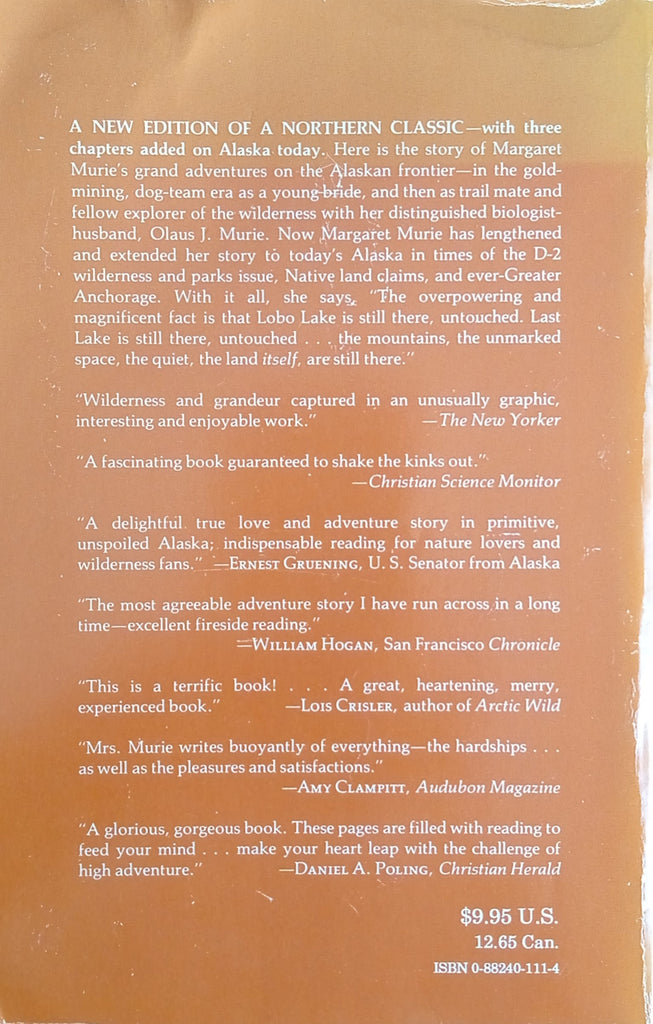 A NEW EDITION OF A NORTHERN CLASSIC—with three
chapters added on Alaska today. Here is the story of Margaret
Murie's grand adventures on the Alaskan frontier—in the gold-
mining, dog-team era as a young bride, and then as trail mate and
fellow explorer of the wilderness with her distinguished biologist-
husband, Olaus J. Murie. Now Margaret Murie has lengthened
and extended her story to today's Alaska in times of the D-2
wilderness and parks issue, Native land claims, and ever-Greater
Anchorage. With it all, she says, "The overpowering and
magnificent fact is that Lobo Lake is still there, untouched. Last
Lake is still there, untouched . . . the mountains, the unmarked
space, the quiet, the land itself, are still there."
"Wilderness and grandeur captured in an unusually graphic,
interesting and enjoyable work." —The New Yorker
"A fascinating book guaranteed to shake the kinks out."
—Christian Science Monitor
"A delightful true love and adventure story in primitive,
unspoiled Alaska; indispensable reading for nature lovers and
wilderness fans." —ERNEST GRUENING, U. S. Senator from Alaska
"The most agreeable adventure story I have run across in a long
time—excellent fireside reading."
—WILLIAM HOGAN, San Francisco Chronicle
"This is a terrific book! . . . A great, heartening, merry,
experienced book." —LOIS CRISLER, author of Arctic Wild
"Mrs. Murie writes buoyantly of everything—the hardships . . .
as well as the pleasures and satisfactions."
—AMY CLAMPITT, Audubon Magazine
"A glorious, gorgeous book. These pages are filled with reading to
feed your mind . . . make your heart leap with the challenge of
high adventure." —DANIEL A. POLING, Christian Herald
$9.95 U.S.
12.65 Can.
ISBN 0-88240-111-4